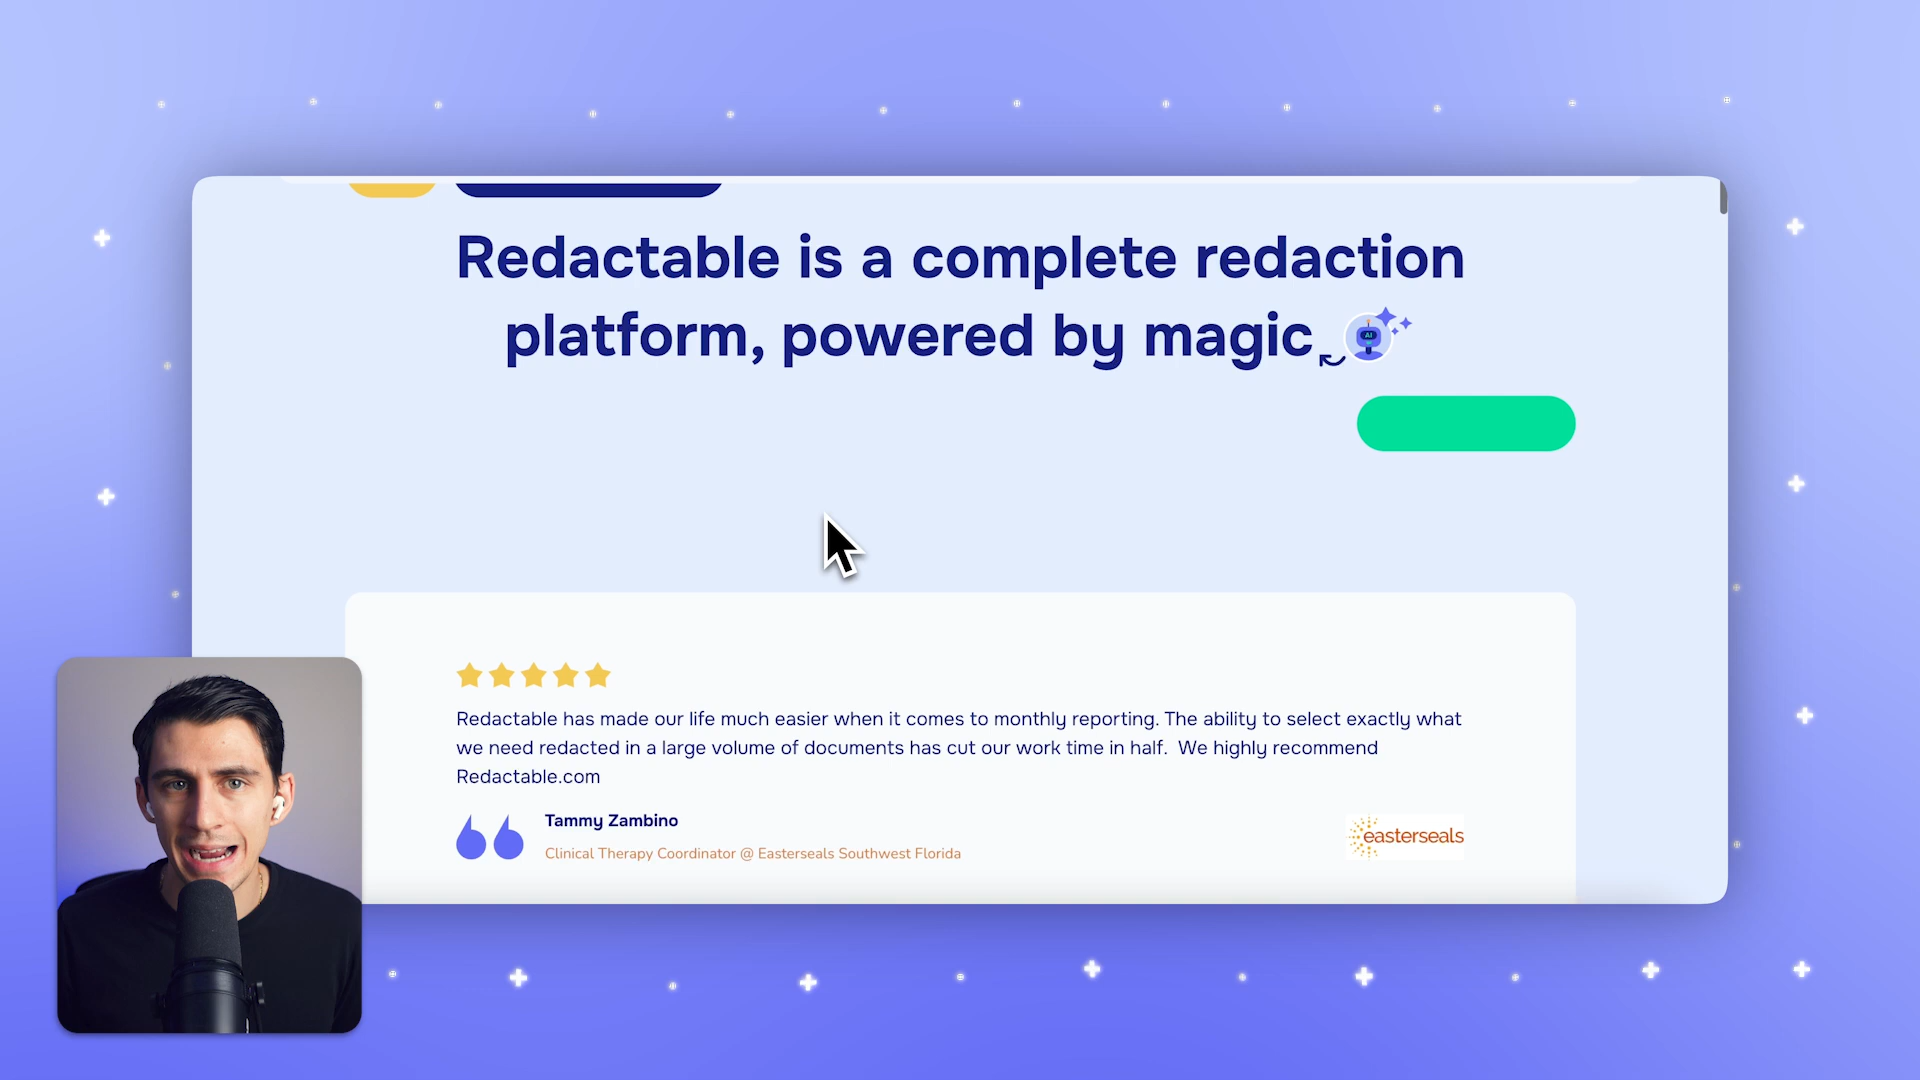 Redactable is a complete redaction
platform, powered by magic
AI
Redactable has made our life much easier when it comes to monthly reporting. The ability to select exactly what
we need redacted in a large volume of documents has cut our work time in half.  We highly recommend
Redactable.com
Tammy Zambino
Clinical Therapy Coordinator @ Easterseals Southwest Florida
easterseals